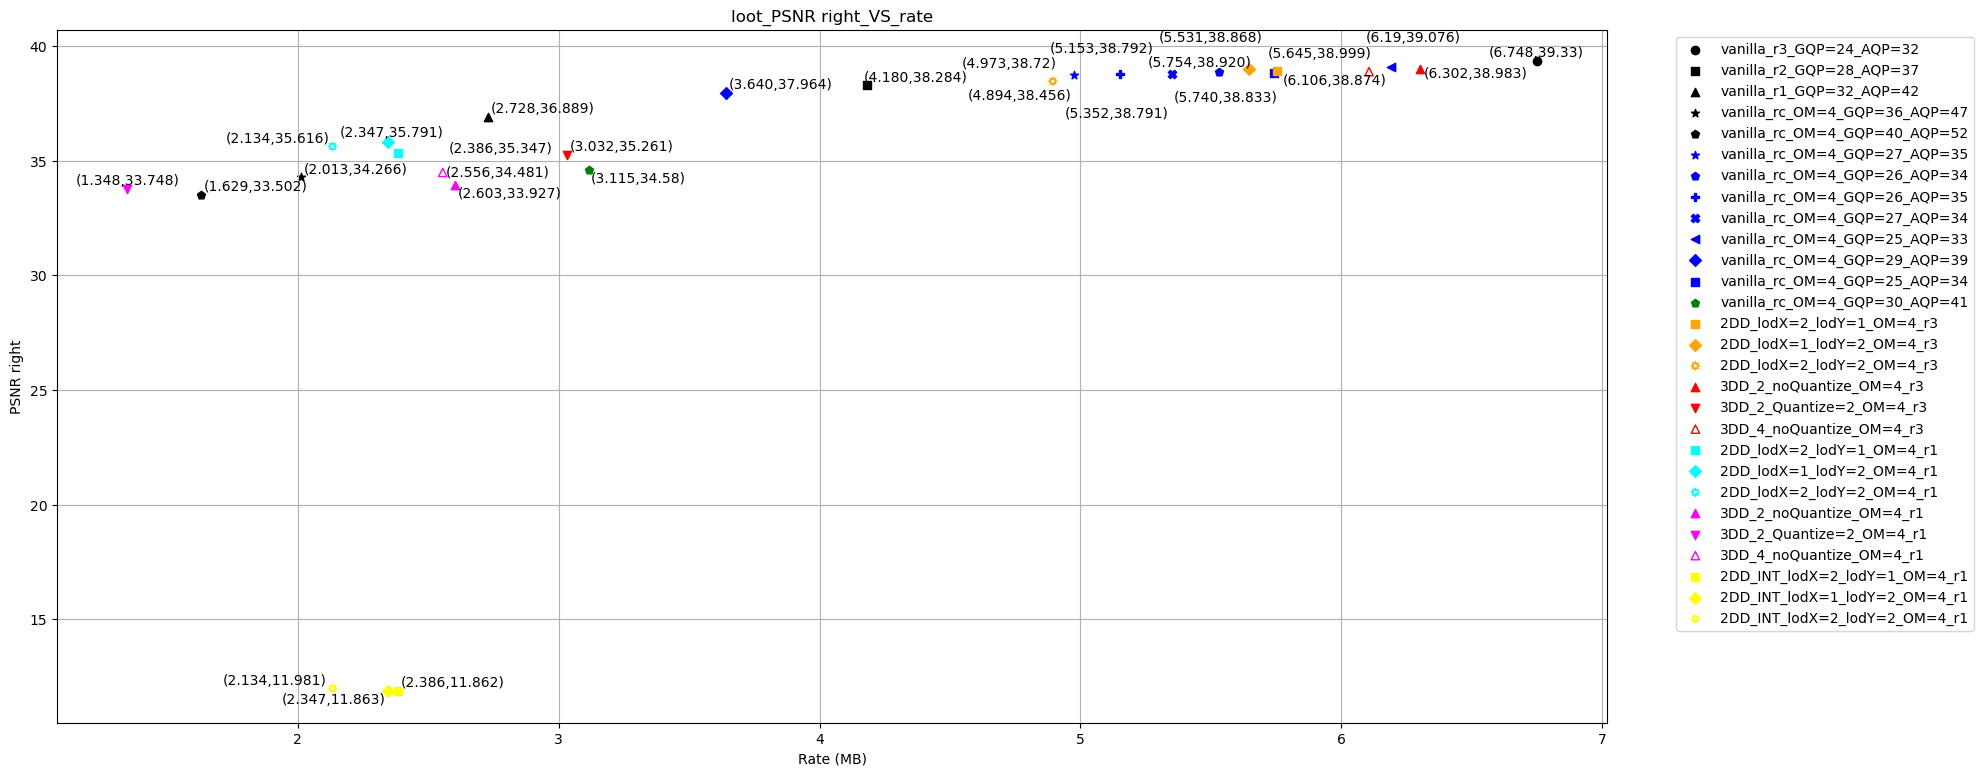 loot_PSNR right_VS_rate
40
35
30
25
20
15
PSNR right
2
3
4
5
6
7
Rate (MB)
(6.748,39.33)
(4.180,38.284)
(2.728,36.889)
(2.013,34.266)
(1.629,33.502)
(4.973,38.72)
(5.531,38.868)
(5.153,38.792)
(5.352,38.791)
(6.19,39.076)
(3.640,37.964)
(5.740,38.833)
(3.115,34.58)
(5.754,38.920)
(5.645,38.999)
(4.894,38.456)
(6.302,38.983)
(3.032,35.261)
(6.106,38.874)
(2.386,35.347)
(2.347,35.791)
(2.134,35.616)
(2.603,33.927)
(1.348,33.748)
(2.556,34.481)
(2.386,11.862)
(2.347,11.863)
(2.134,11.981)
vanilla_r3_GQP=24_AQP=32
vanilla_r2_GQP=28_AQP=37
vanilla_r1_GQP=32_AQP=42
vanilla_rc_OM=4_GQP=36_AQP=47
vanilla_rc_OM=4_GQP=40_AQP=52
vanilla_rc_OM=4_GQP=27_AQP=35
vanilla_rc_OM=4_GQP=26_AQP=34
vanilla_rc_OM=4_GQP=26_AQP=35
vanilla_rc_OM=4_GQP=27_AQP=34
vanilla_rc_OM=4_GQP=25_AQP=33
vanilla_rc_OM=4_GQP=29_AQP=39
vanilla_rc_OM=4_GQP=25_AQP=34
vanilla_rc_OM=4_GQP=30_AQP=41
2DD_lodX=2_lodY=1_OM=4_r3
2DD_lodX=1_lodY=2_OM=4_r3
2DD_lodX=2_lodY=2_OM=4_r3
3DD_2_noQuantize_OM=4_r3
3DD_2_Quantize=2_OM=4_r3
3DD_4_noQuantize_OM=4_r3
2DD_lodX=2_lodY=1_OM=4_r1
2DD_lodX=1_lodY=2_OM=4_r1
2DD_lodX=2_lodY=2_OM=4_r1
3DD_2_noQuantize_OM=4_r1
3DD_2_Quantize=2_OM=4_r1
3DD_4_noQuantize_OM=4_r1
2DD_INT_lodX=2_lodY=1_OM=4_r1
2DD_INT_lodX=1_lodY=2_OM=4_r1
2DD_INT_lodX=2_lodY=2_OM=4_r1